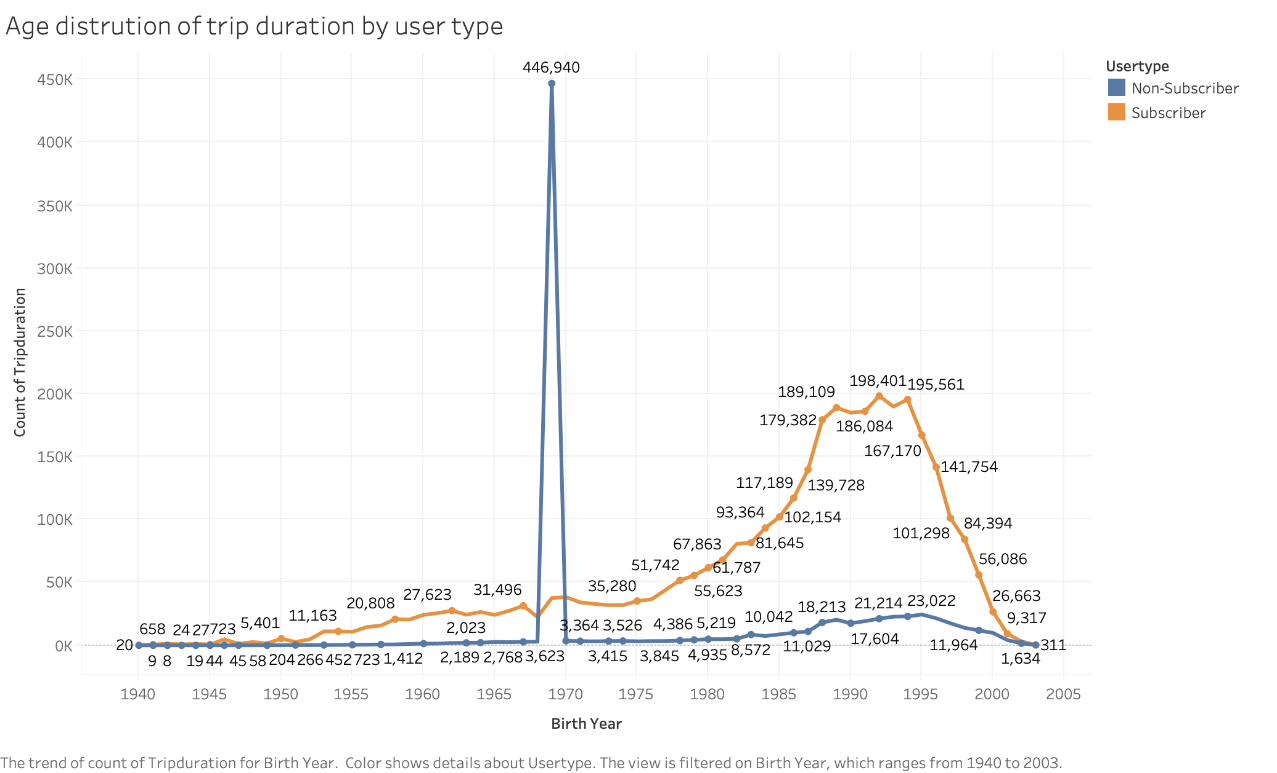 Age distrution of trip duration by user type
Usertype
Non-Subscriber
Subscriber
Count of Tripduration
450K
400K
350K
300K
250K
200K
150K
100K
50K
0K
446,940
198,401 195,561
189,109
179,382
186,084
167,170
141,754
117,189
139,728
93,364
102,154
101,298
84,394
67,863
81,645
51,742
61,787
56,086
55,623
35,280
31,496
27,623
20,808
11,163
5,401
26,663
9,317
658 24 27 723
2,023
3,364 3,526
4,386 5,219
10,042
18,213
21,214 23,022
20
9 8 19 44 45 58 204 266 452 723 1,412
2,189 2,768 3,623
3,415
3,845 4,935
8,572
11,029
17,604
11,964
1,634
311
1940 1945 1950 1955 1960 1965 1970 1975 1980 1985 1990 1995 2000 2005
Birth Year
The trend of count of Tripduration for Birth Year. Color shows details about Usertype. The view is filtered on Birth Year, which ranges from 1940 to 2003.